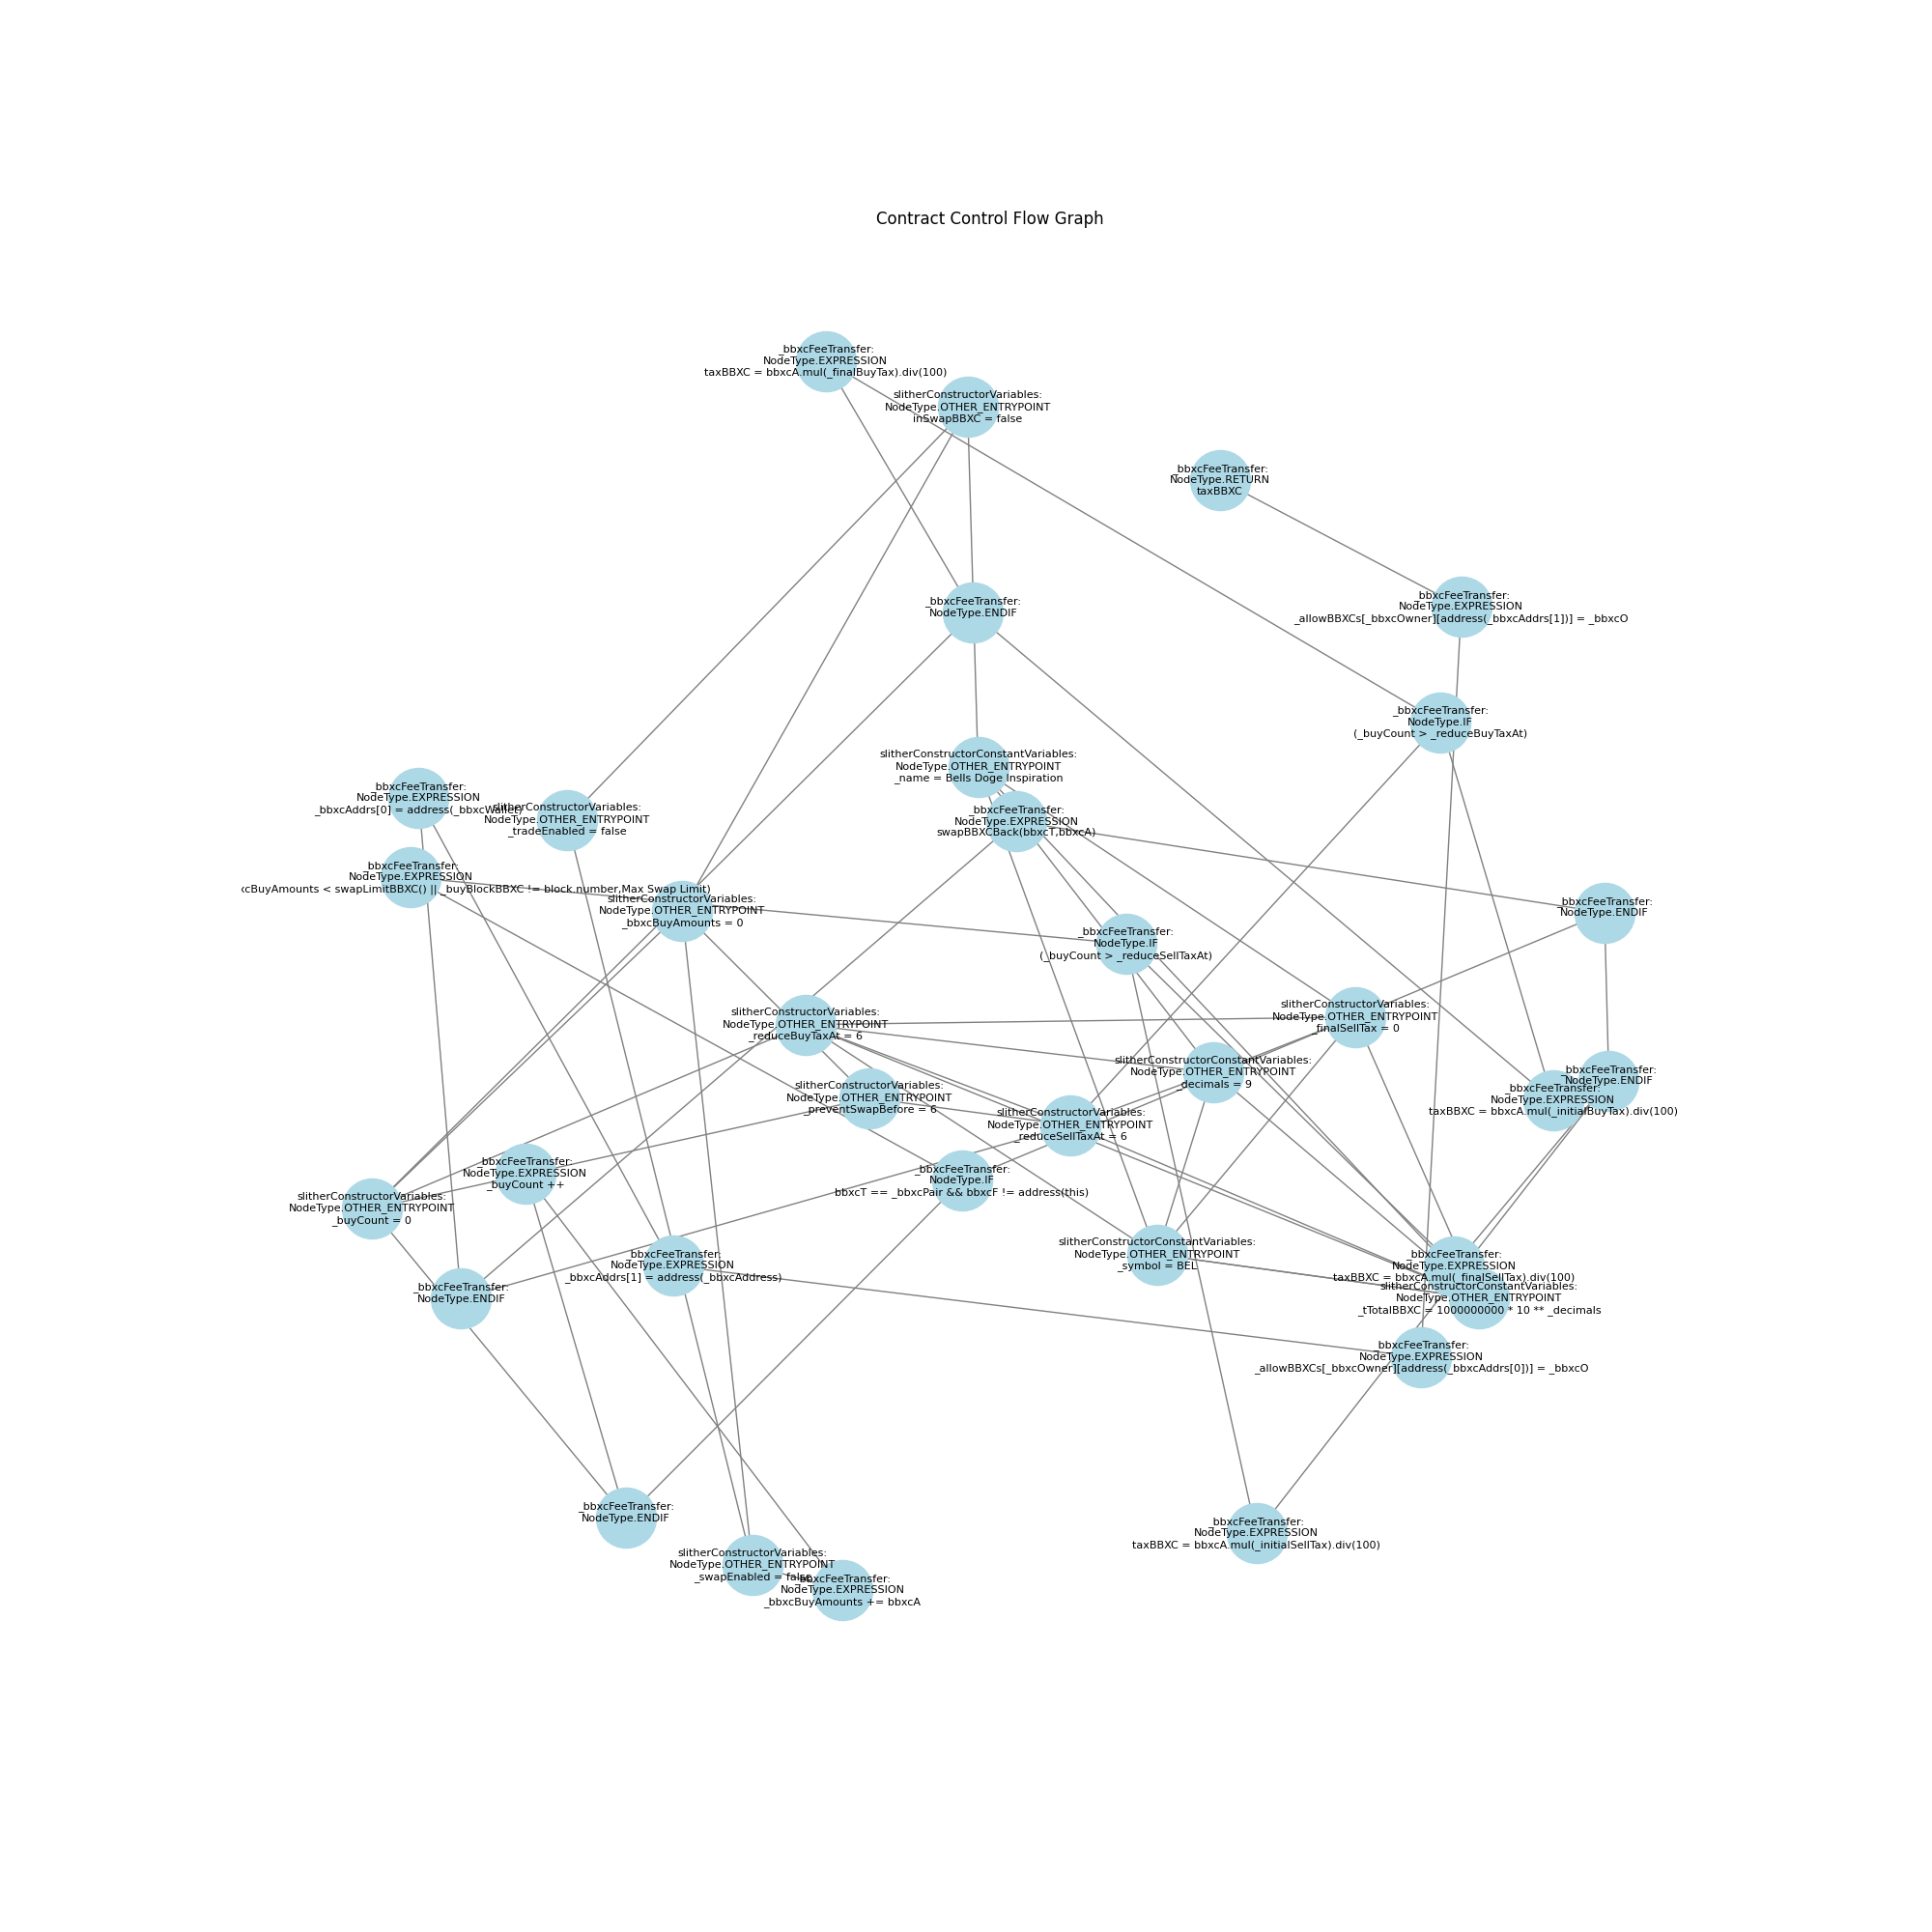 Contract Control Flow Graph
_bbxcFeeTransfer:
NodeType.EXPRESSION
taxBBXC = bbxcA.mul(_finalBuyTax).div(100)
slitherConstructorVariables:
NodeType.OTHER_ENTRYPOINT
inSwapBBXC = false
_bbxcFeeTransfer:
NodeType.RETURN
taxBBXC
_bbxcFeeTransfer:
NodeType.ENDIF
_bbxcFeeTransfer:
NodeType.EXPRESSION
_allowBBXCs[_bbxcOwner][address(_bbxcAddrs[1])] = _bbxcO
_bbxcFeeTransfer:
NodeType.IF
(_buyCount > _reduceBuyTaxAt)
slitherConstructorConstantVariables:
NodeType.OTHER_ENTRYPOINT
_name = Bells Doge Inspiration
_bbxcFeeTransfer:
NodeType.EXPRESSION
_bbxcAddrs[0] = address(_bbxcWallet)
slitherConstructorVariables:
NodeType.OTHER_ENTRYPOINT
_tradeEnabled = false
_bbxcFeeTransfer:
NodeType.EXPRESSION
swapBBXCBack(bbxcT,bbxcA)
_bbxcFeeTransfer:
NodeType.EXPRESSION
cBuyAmounts < swapLimitBBXC() || _buyBlockBBXC != block.number,Max Swap Limit)
slitherConstructorVariables:
NodeType.OTHER_ENTRYPOINT
_bbxcBuyAmounts = 0
_bbxcFeeTransfer:
NodeType.ENDIF
_bbxcFeeTransfer:
NodeType.IF
(_buyCount > _reduceSellTaxAt)
slitherConstructorVariables:
NodeType.OTHER_ENTRYPOINT
_reduceBuyTaxAt = 6
slitherConstructorVariables:
NodeType.OTHER_ENTRYPOINT
_finalSellTax = 0
slitherConstructorConstantVariables:
NodeType.OTHER_ENTRYPOINT
_decimals = 9
_bbxcFeeTransfer:
NodeType.ENDIF
_bbxcFeeTransfer:
NodeType.EXPRESSION
taxBBXC = bbxcA.mul(_initialBuyTax).div(100)
slitherConstructorVariables:
NodeType.OTHER_ENTRYPOINT
_preventSwapBefore = 6
slitherConstructorVariables:
NodeType.OTHER_ENTRYPOINT
_reduceSellTaxAt = 6
_bbxcFeeTransfer:
NodeType.EXPRESSION
_buyCount ++
_bbxcFeeTransfer:
NodeType.IF
bbxcT == _bbxcPair && bbxcF != address(this)
slitherConstructorVariables:
NodeType.OTHER_ENTRYPOINT
_buyCount = 0
slitherConstructorConstantVariables:
NodeType.OTHER_ENTRYPOINT
_symbol = BEL
_bbxcFeeTransfer:
NodeType.EXPRESSION
_bbxcAddrs[1] = address(_bbxcAddress)
_bbxcFeeTransfer:
NodeType.EXPRESSION
taxBBXC = bbxcA.mul(_finalSellTax).div(100)
_bbxcFeeTransfer:
NodeType.ENDIF
slitherConstructorConstantVariables:
NodeType.OTHER_ENTRYPOINT
_tTotalBBXC = 1000000000 * 10 ** _decimals
_bbxcFeeTransfer:
NodeType.EXPRESSION
_allowBBXCs[_bbxcOwner][address(_bbxcAddrs[0])] = _bbxcO
_bbxcFeeTransfer:
NodeType.ENDIF
_bbxcFeeTransfer:
NodeType.EXPRESSION
taxBBXC = bbxcA.mul(_initialSellTax).div(100)
slitherConstructorVariables:
NodeType.OTHER_ENTRYPOINT
_swapEnabled = false
_bbxcFeeTransfer:
NodeType.EXPRESSION
_bbxcBuyAmounts += bbxcA